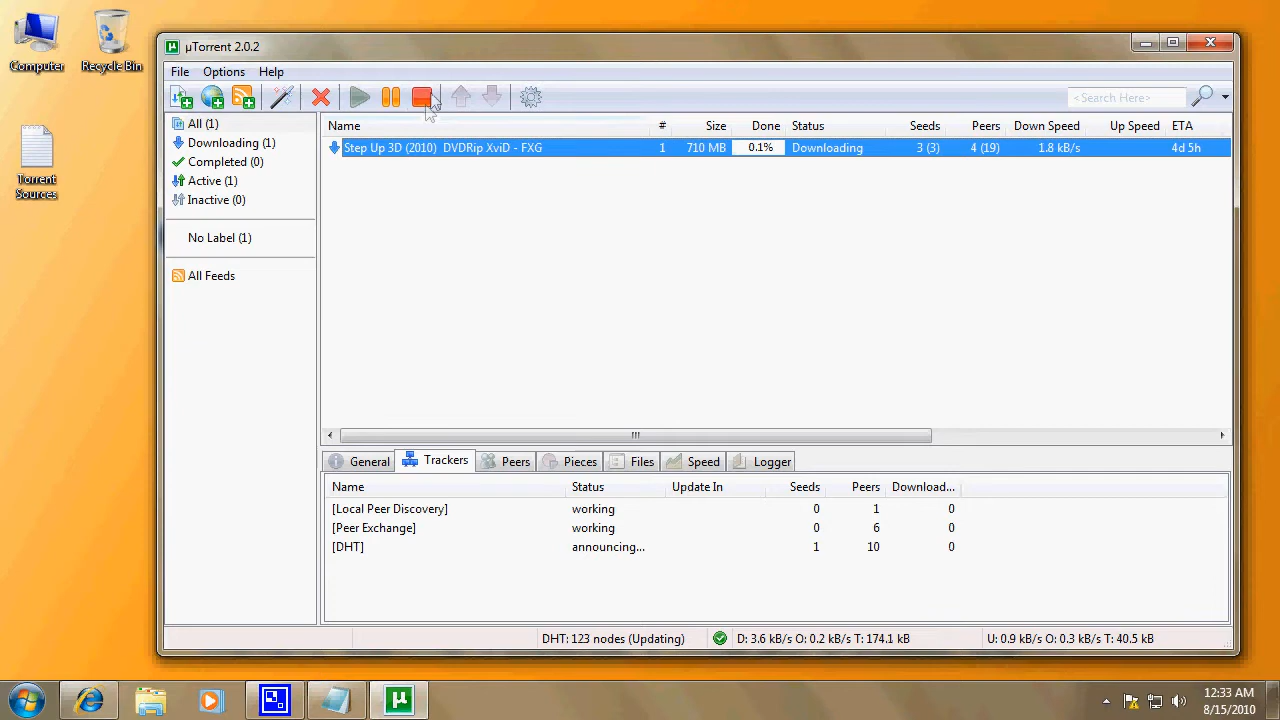 Computer
Recycle Bin
Torrent
Sources
µTorrent 2.0.2
File Options Help
<Search Here>
All (1)
Downloading (1)
Completed (0)
Active (1)
Inactive (0)
No Label (1)
All Feeds
Name # Size Done Status Seeds Peers Down Speed Up Speed ETA
Step Up 3D (2010) DVDRip XviD - FXG 1 710 MB 0.1% Downloading 3 (3) 4 (19) 1.8 kB/s 4d 5h
General Trackers Peers Pieces Files Speed Logger
Name Status Update In Seeds Peers Download...
[Local Peer Discovery] working 0 1 0
[Peer Exchange] working 0 6 0
[DHT] announcing... 1 10 0
DHT: 123 nodes (Updating) D: 3.6 kB/s O: 0.2 kB/s T: 174.1 kB U: 0.9 kB/s O: 0.3 kB/s T: 40.5 kB
12:33 AM
8/15/2010